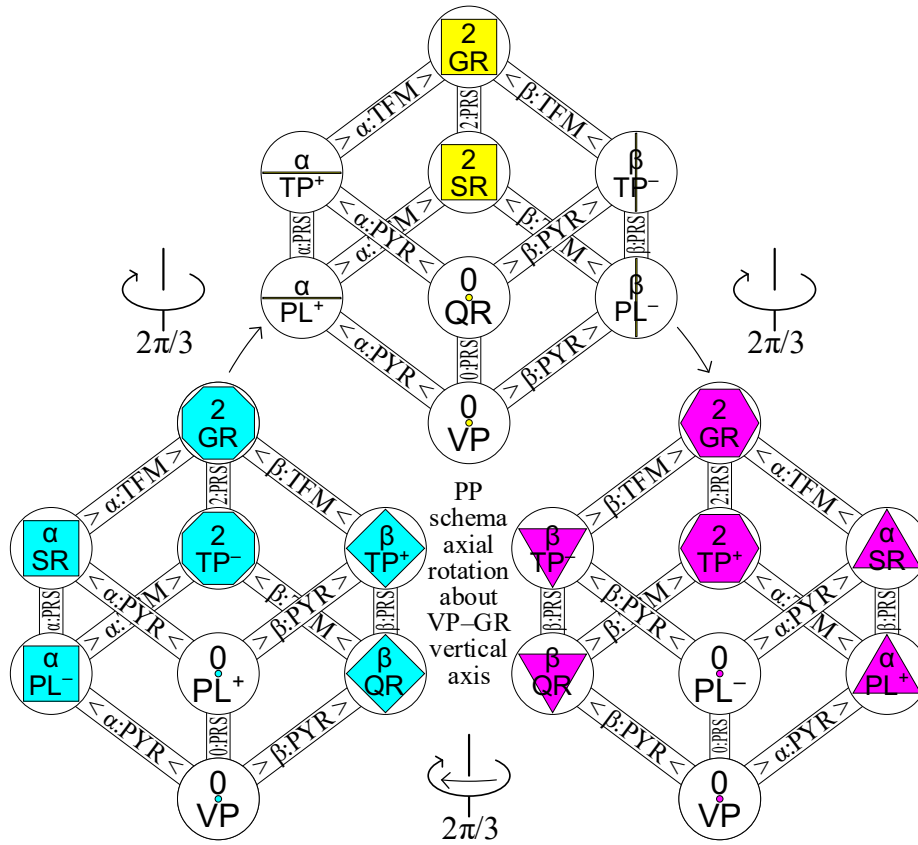 2
GR
> α:TFM >
2:PRS
< β:TFM <
α
TP⁺
2
SR
β
TP⁻
α:PRS
< α:PYR <
> α: M >
< β: M <
> β:PYR >
β:PRS
α
PL⁺
0
QR
β
PL⁻
2π/3
2π/3
< α:PYR <
0:PRS
> β:PYR >
0
VP
2
GR
> α:TFM >
2:PRS
< β:TFM <
α
SR
2
TP⁻
β
TP⁺
α:PRS
< α:PYR <
> α: M >
< β: M <
> β:PYR >
β:PRS
α
PL⁻
0
PL⁺
β
QR
< α:PYR <
0:PRS
> β:PYR >
0
VP
PP
schema
axial
rotation
about
VP–GR
vertical
axis
2π/3
2
GR
> β:TFM >
2:PRS
< α:TFM <
β
TP⁻
2
TP⁺
α
SR
β:PRS
< β:PYR <
> β: M >
< α: M <
> α:PYR >
β:PRS
β
QR
0
PL⁻
α
PL⁺
< β:PYR <
0:PRS
> α:PYR >
0
VP